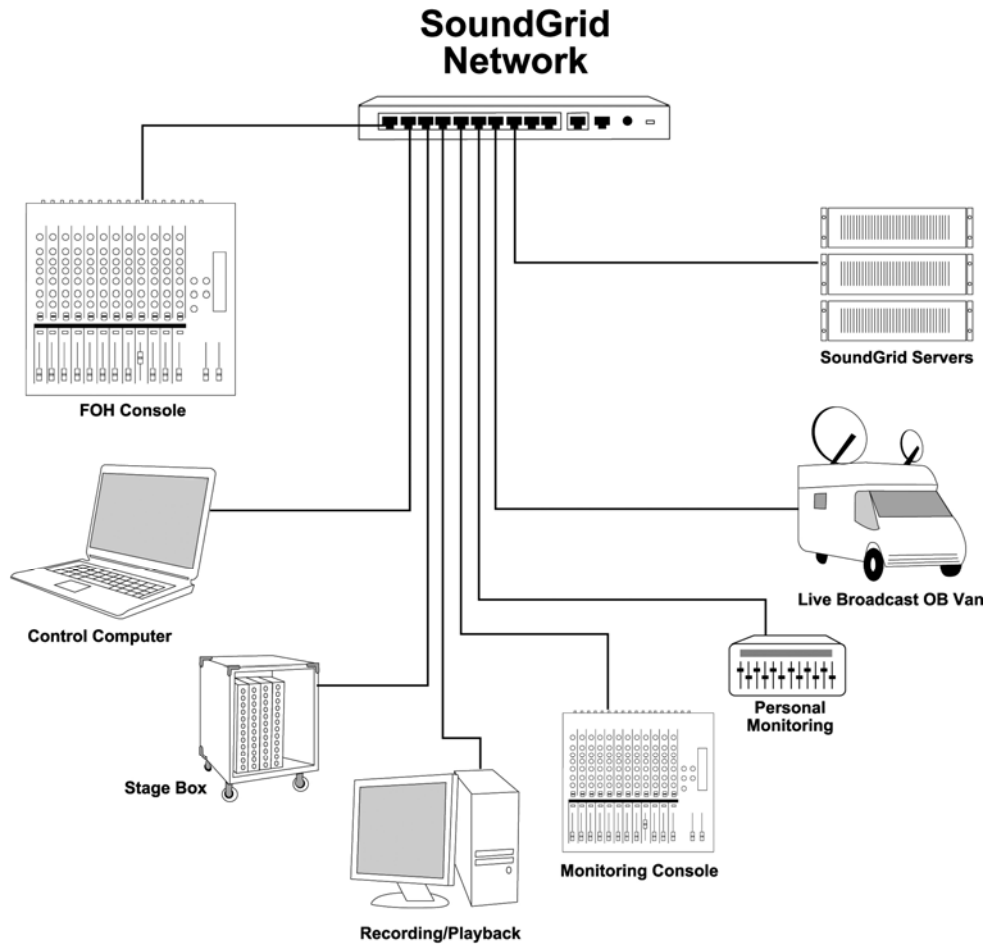 SoundGrid
Network
FOH Console
SoundGrid Servers
Control Computer
Live Broadcast OB Van
Stage Box
Personal
Monitoring
Monitoring Console
Recording/Playback